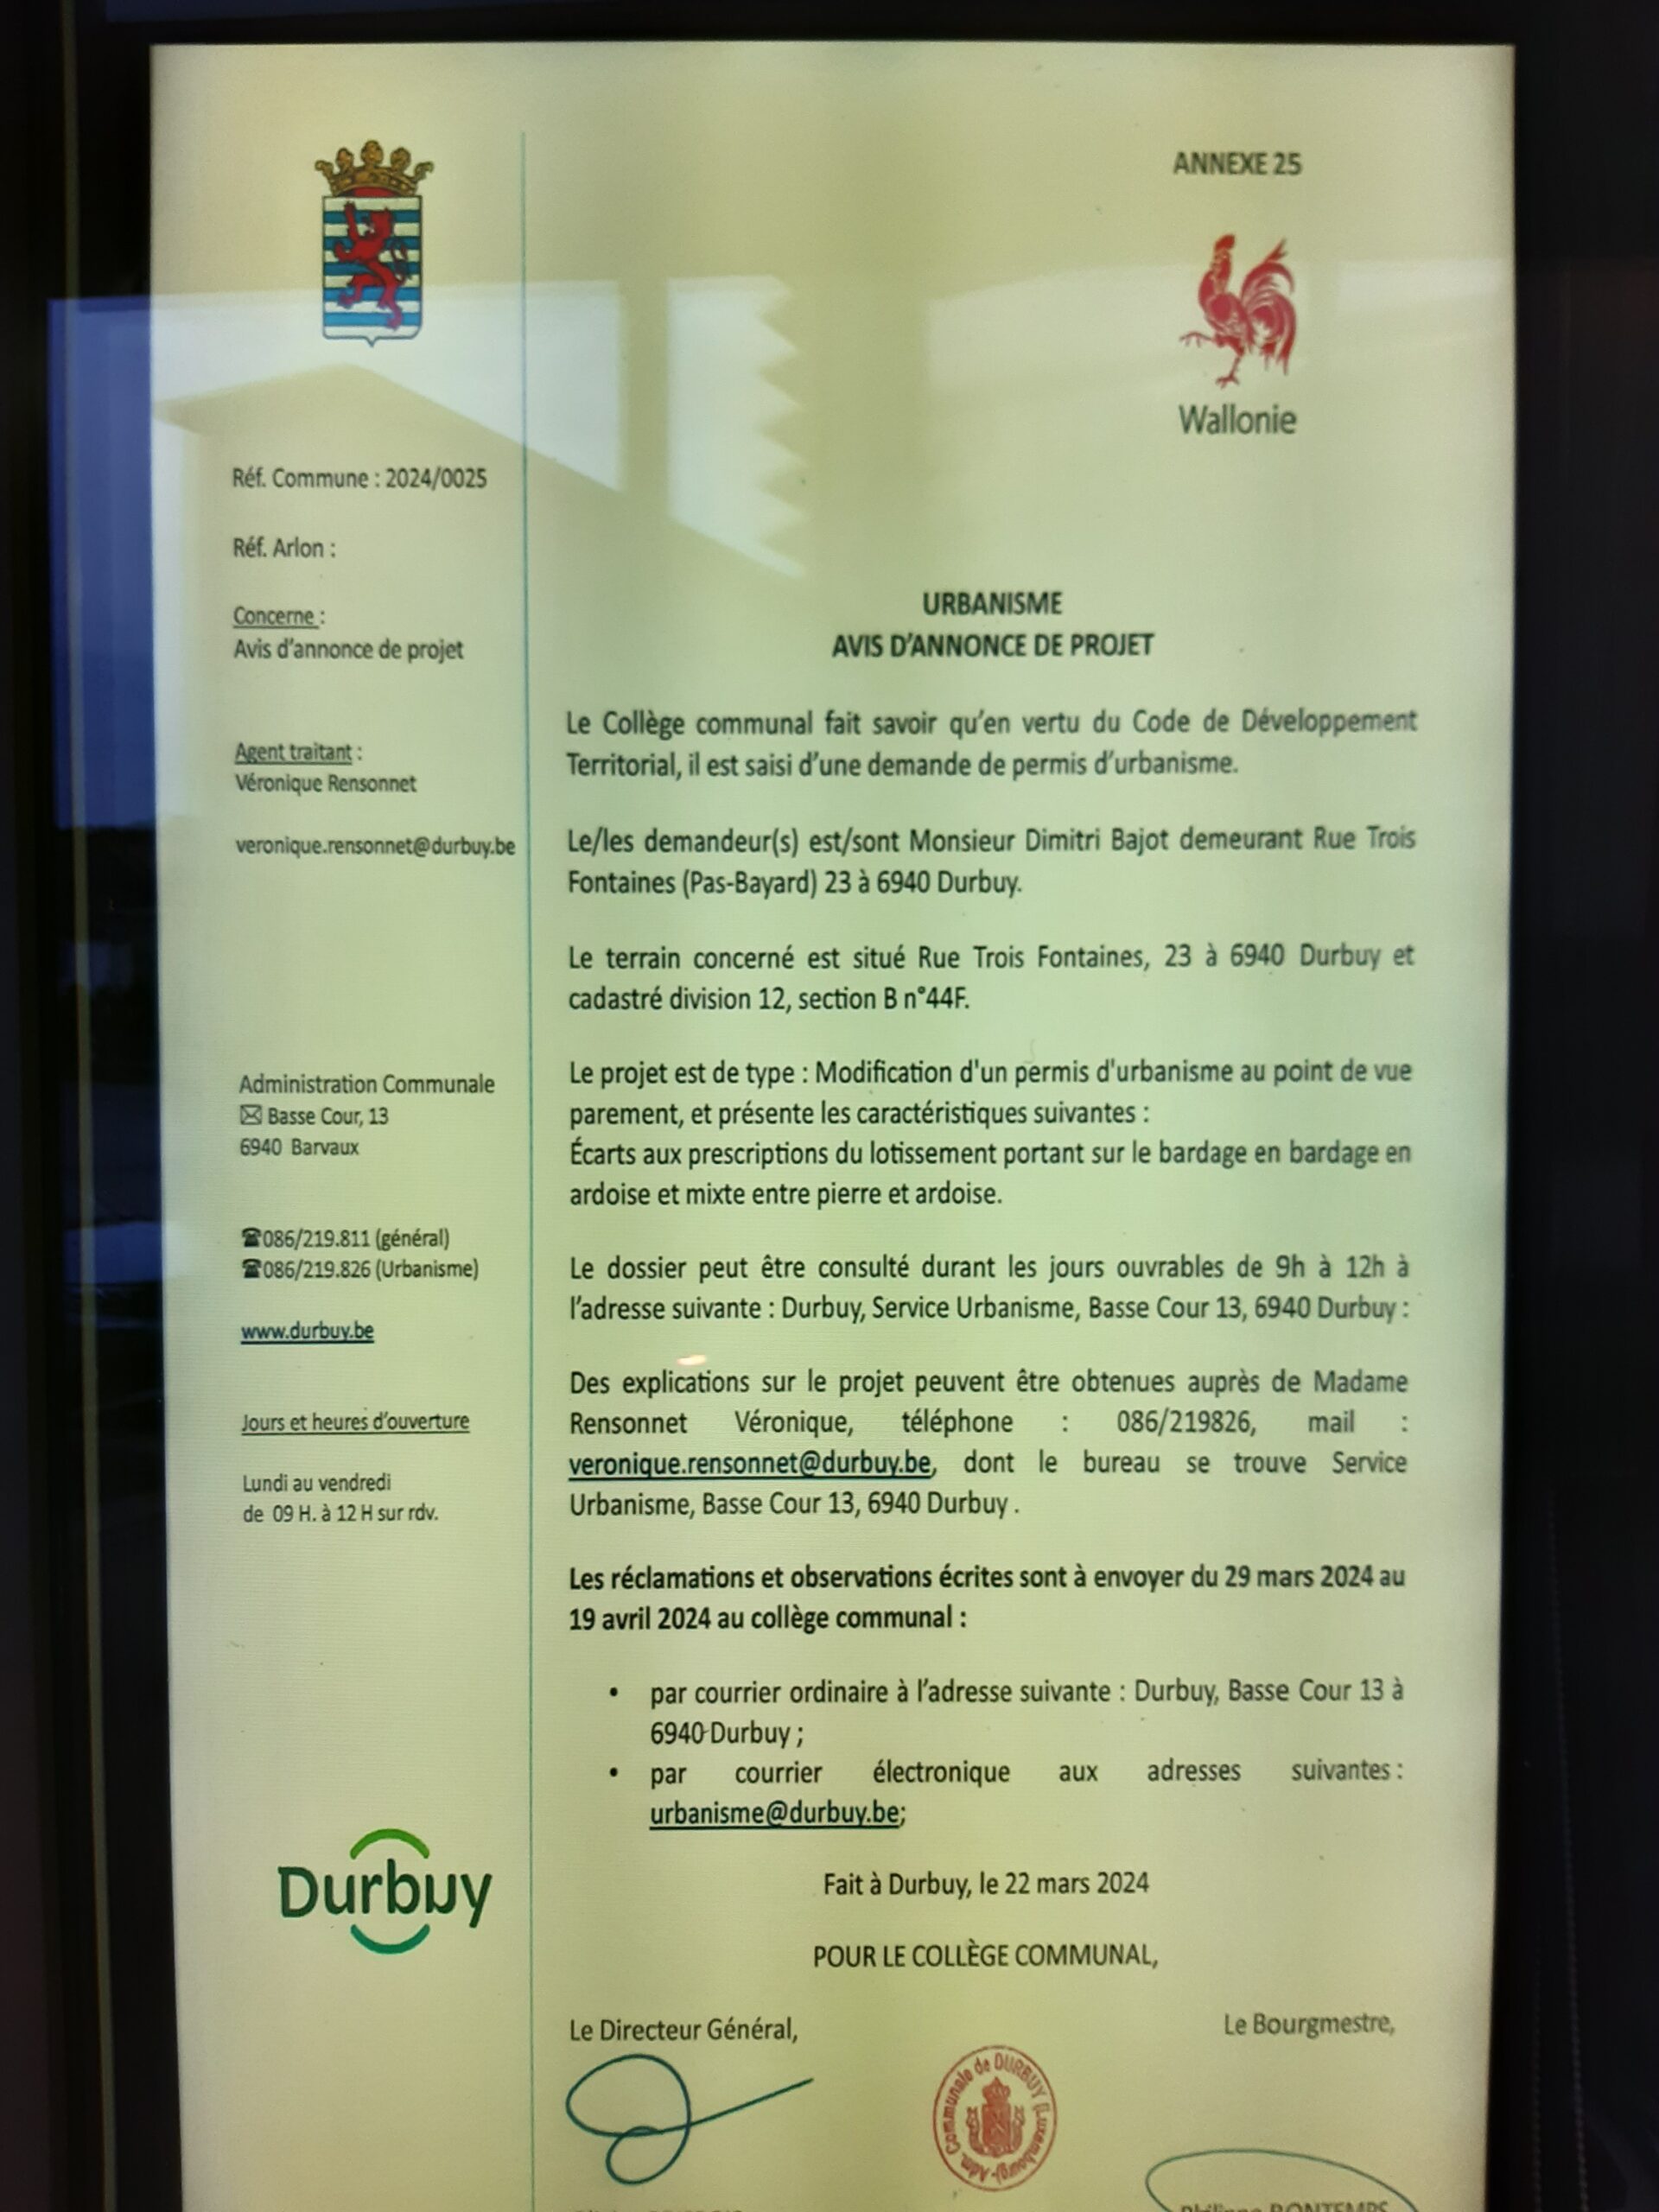 ANNEXE 25
Wallonie
Réf. Commune : 2024/0025
Réf. Arlon :
Concerne :
Avis d'annonce de projet
Agent traitant :
Véronique Rensonnet
veronique.rensonnet@durbuy.be
Administration Communale
Basse Cour, 13
6940 Barvaux
086/219.811 (général)
086/219.826 (Urbanisme)
www.durbuy.be
Jours et heures d'ouverture
Lundi au vendredi
de 09 H. à 12 H sur rdv.
Durbuy
URBANISME
AVIS D'ANNONCE DE PROJET
Le Collège communal fait savoir qu'en vertu du Code de Développement
Territorial, il est saisi d'une demande de permis d'urbanisme.
Le/les demandeur(s) est/sont Monsieur Dimitri Bajot demeurant Rue Trois
Fontaines (Pas-Bayard) 23 à 6940 Durbuy.
Le terrain concerné est situé Rue Trois Fontaines, 23 à 6940 Durbuy et
cadastré division 12, section B n°44F.
Le projet est de type : Modification d'un permis d'urbanisme au point de vue
parement, et présente les caractéristiques suivantes :
Écarts aux prescriptions du lotissement portant sur le bardage en bardage en
ardoise et mixte entre pierre et ardoise.
Le dossier peut être consulté durant les jours ouvrables de 9h à 12h à
l'adresse suivante : Durbuy, Service Urbanisme, Basse Cour 13, 6940 Durbuy :
Des explications sur le projet peuvent être obtenues auprès de Madame
Rensonnet Véronique, téléphone : 086/219826, mail :
veronique.rensonnet@durbuy.be, dont le bureau se trouve Service
Urbanisme, Basse Cour 13, 6940 Durbuy .
Les réclamations et observations écrites sont à envoyer du 29 mars 2024 au
19 avril 2024 au collège communal :
• par courrier ordinaire à l'adresse suivante : Durbuy, Basse Cour 13 à
6940 Durbuy ;
• par courrier électronique aux adresses suivantes :
urbanisme@durbuy.be;
Fait à Durbuy, le 22 mars 2024
POUR LE COLLÈGE COMMUNAL,
Le Directeur Général,
Le Bourgmestre,
Adm. Communale de DURBUY (Luxembourg)
Philippe BONTEMPS